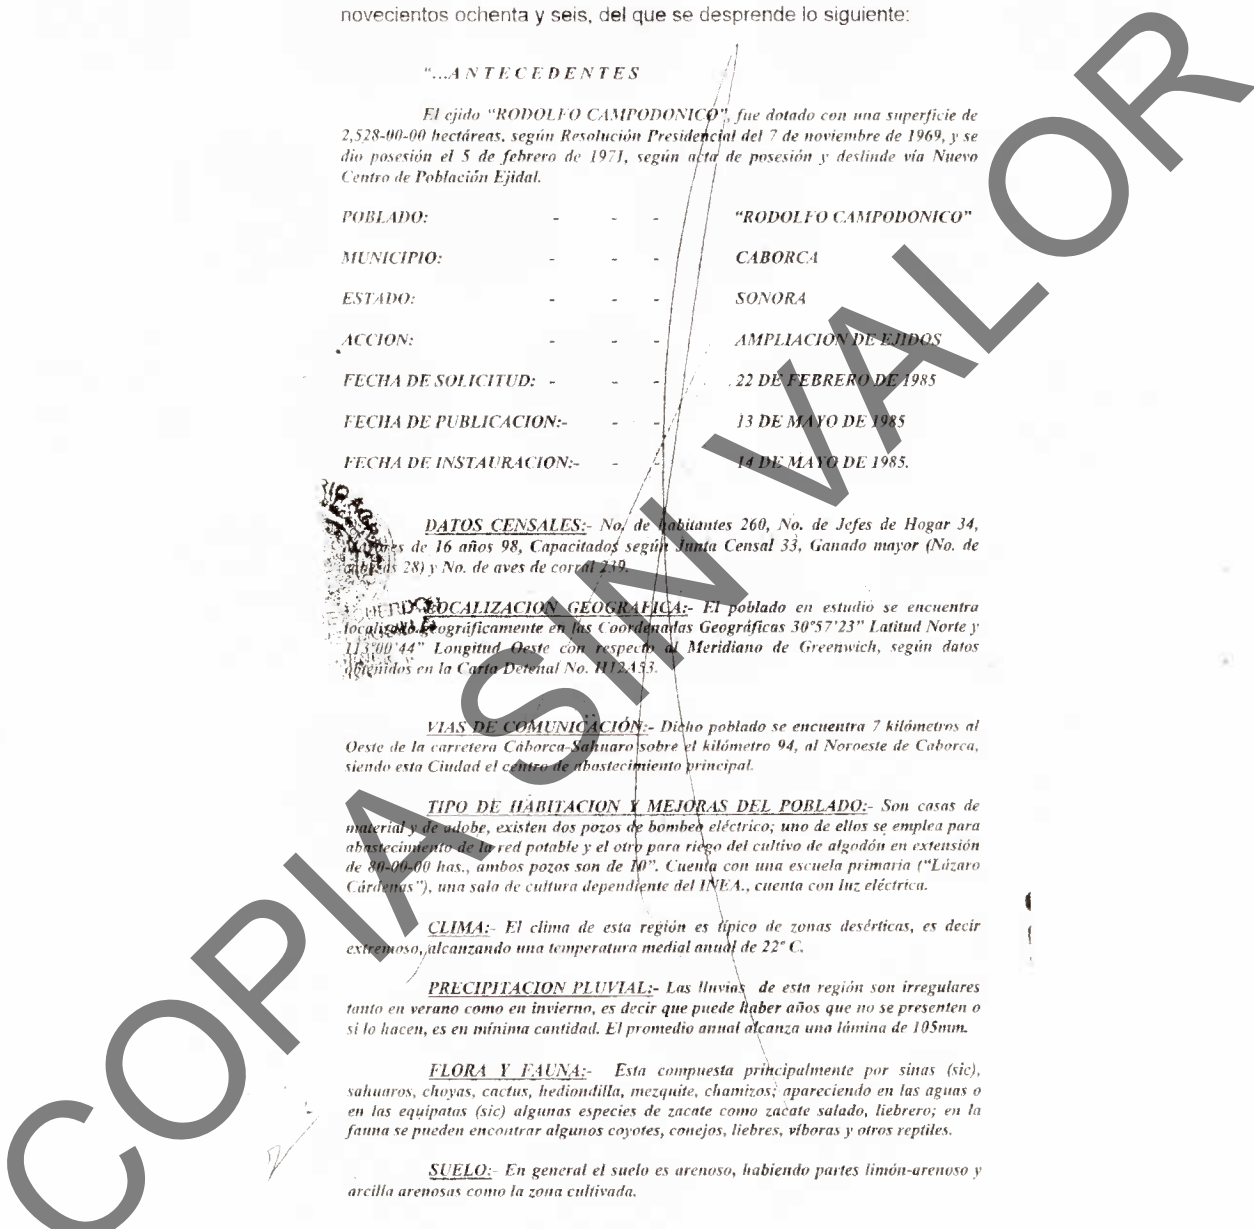 novecientos ochenta y seis, del que se desprende lo siguiente:
"...A N T E C E D E N T E S
El ejido "RODOLFO CAMPODONICO", fue dotado con una superficie de
2,528-00-00 hectáreas, según Resolución Presidencial del 7 de noviembre de 1969, y se
dio posesión el 5 de febrero de 1971, según acta de posesión y deslinde vía Nuevo
Centro de Población Ejidal.
POBLADO: - - - "RODOLFO CAMPODONICO"
MUNICIPIO: - - - CABORCA
ESTADO: - - - SONORA
ACCION: - - - AMPLIACION DE EJIDOS
FECHA DE SOLICITUD: - - - 22 DE FEBRERO DE 1985
FECHA DE PUBLICACION:- - - 13 DE MAYO DE 1985
FECHA DE INSTAURACION:- - - 14 DE MAYO DE 1985.
DATOS CENSALES:- No. de habitantes 260, No. de Jefes de Hogar 34,
de 16 años 98, Capacitados según Junta Censal 33, Ganado mayor (No. de
28) y No. de aves de corral 239.
LOCALIZACION GEOGRAFICA:- El poblado en estudio se encuentra
localizado geográficamente en las Coordenadas Geográficas 30°57'23" Latitud Norte y
113°00'44" Longitud Oeste con respecto al Meridiano de Greenwich, según datos
obtenidos en la Carta Detenal No. H12A53.
VIAS DE COMUNICACIÓN:- Dicho poblado se encuentra 7 kilómetros al
Oeste de la carretera Cáborca-Sahuaro sobre el kilómetro 94, al Noroeste de Caborca,
siendo esta Ciudad el centro de abastecimiento principal.
TIPO DE HABITACION Y MEJORAS DEL POBLADO:- Son casas de
material y de adobe, existen dos pozos de bombeo eléctrico; uno de ellos se emplea para
abastecimiento de la red potable y el otro para riego del cultivo de algodón en extensión
de 80-00-00 has., ambos pozos son de 10". Cuenta con una escuela primaria ("Lázaro
Cárdenas"), una sala de cultura dependiente del INEA., cuenta con luz eléctrica.
CLIMA:- El clima de esta región es típico de zonas desérticas, es decir
extremoso, alcanzando una temperatura medial anual de 22° C.
PRECIPITACION PLUVIAL:- Las lluvias de esta región son irregulares
tanto en verano como en invierno, es decir que puede haber años que no se presenten o
si lo hacen, es en mínima cantidad. El promedio anual alcanza una lámina de 105mm.
FLORA Y FAUNA:- Esta compuesta principalmente por sinas (sic),
sahuaros, choyas, cactus, hediondilla, mezquite, chamizos; apareciendo en las aguas o
en las equipatas (sic) algunas especies de zacate como zacate salado, liebrero; en la
fauna se pueden encontrar algunos coyotes, conejos, liebres, víboras y otros reptiles.
SUELO:- En general el suelo es arenoso, habiendo partes limón-arenoso y
arcilla arenosas como la zona cultivada.
COPIA SIN VALOR